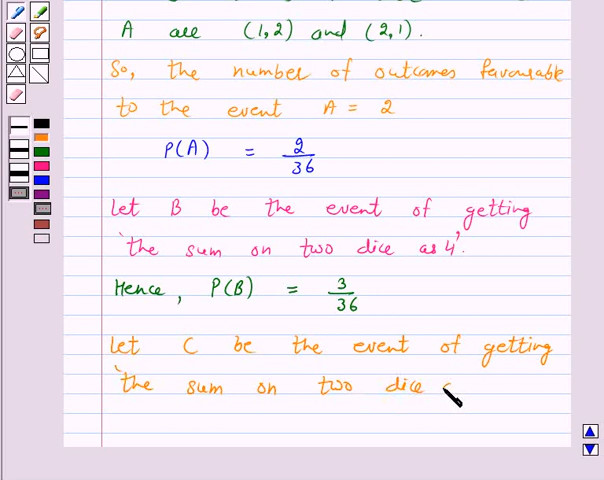 A are (1,2) and (2,1).
So, the number of outcomes favourable
to the event A = 2
P(A) = 2/36
Let B be the event of getting
'the sum on two dice as 4'.
Hence, P(B) = 3/36
Let C be the event of getting
'the sum on two dice